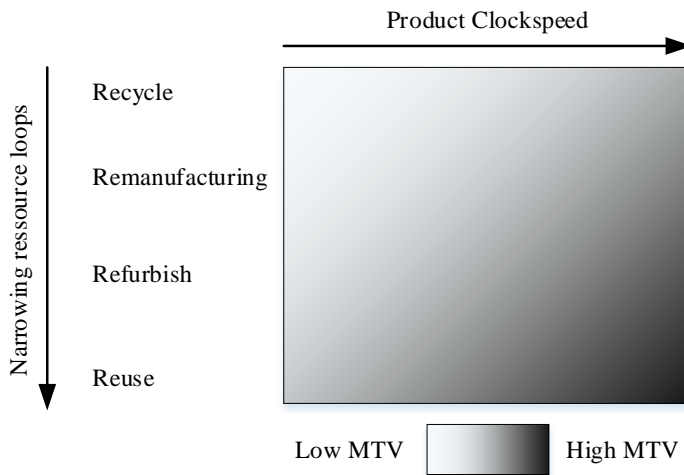 Product Clockspeed
Narrowing ressource loops
Recycle
Remanufacturing
Refurbish
Reuse
Low MTV
High MTV